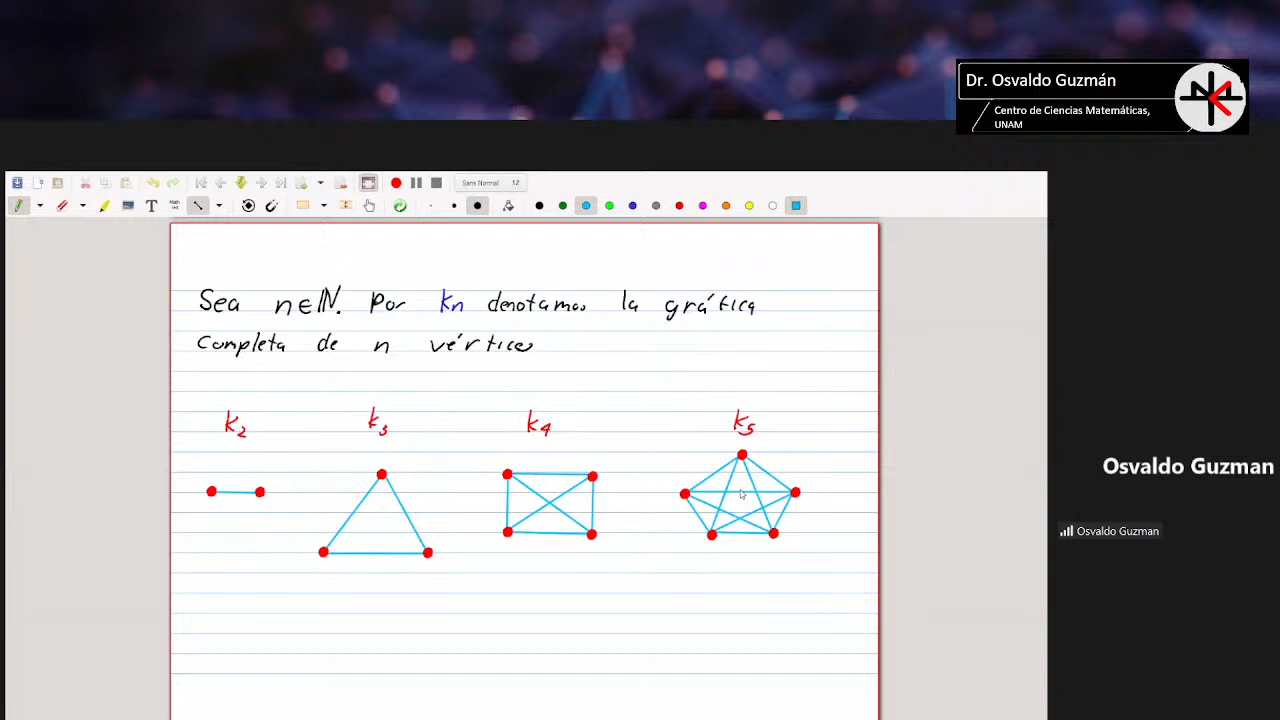 Dr. Osvaldo Guzmán
Centro de Ciencias Matemáticas,
UNAM
Sans Normal 12
Sea n∈ℕ. Por Kn denotamos la gráfica
completa de n vértices
K2 K3 K4 K5
Osvaldo Guzman
Osvaldo Guzman